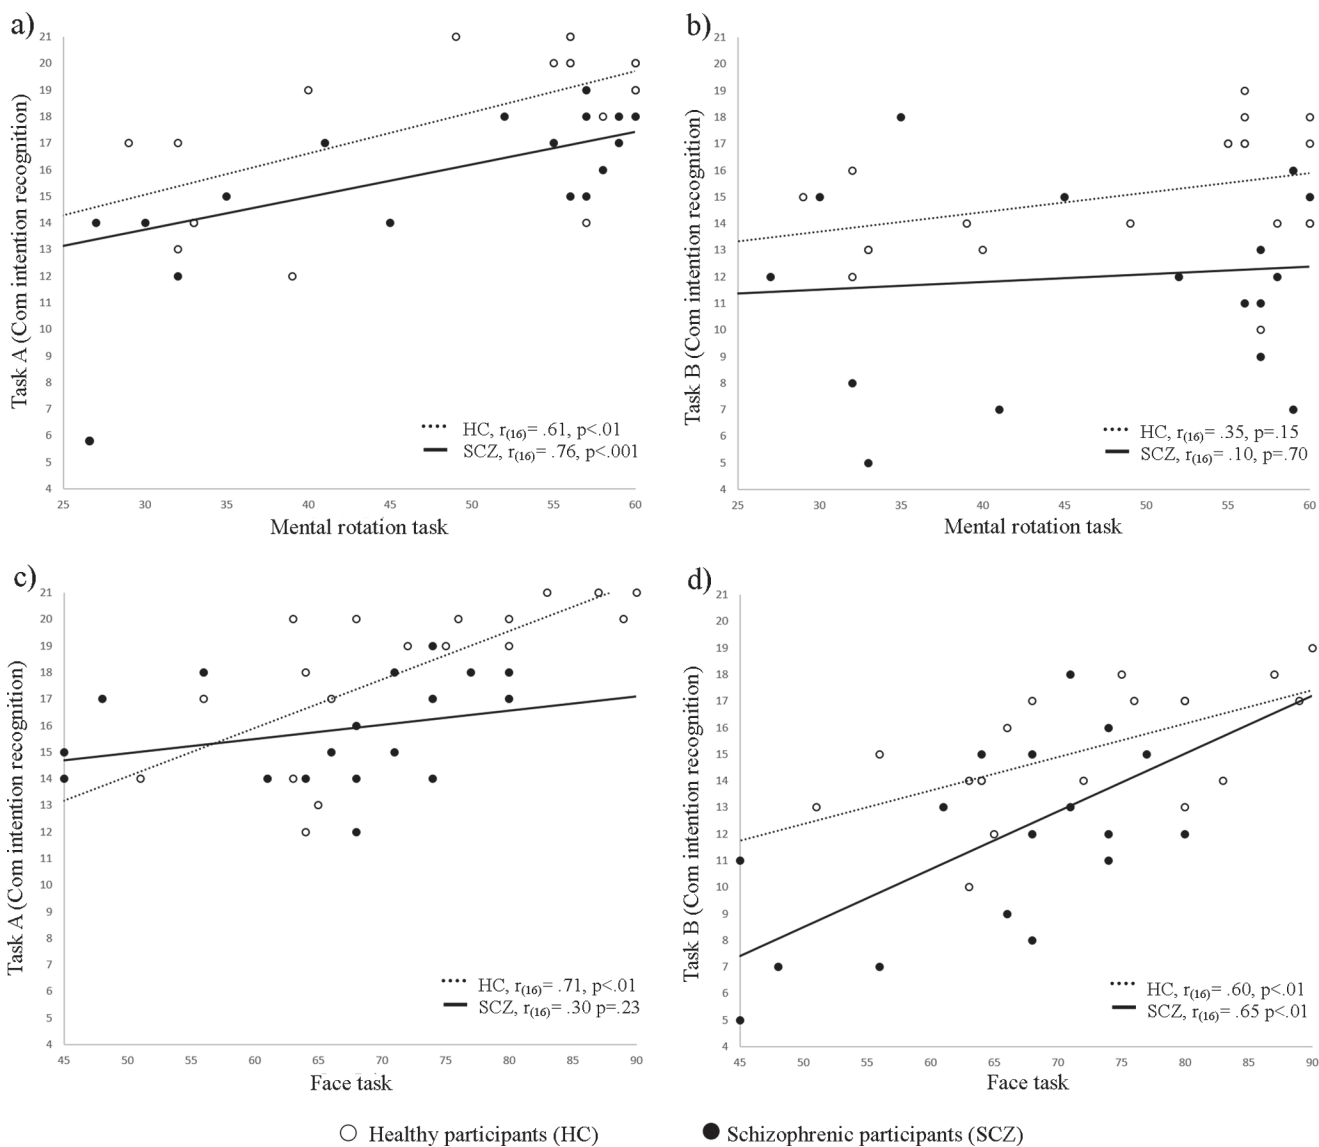 a)
21
20
19
18
17
16
15
14
13
12
11
10
9
8
7
6
5
4
Task A (Com intention recognition)
HC, r(16)= .61, p<.01
SCZ, r(16)= .76, p<.001
25 30 35 40 45 50 55 60
Mental rotation task
b)
21
20
19
18
17
16
15
14
13
12
11
10
9
8
7
6
5
4
Task B (Com intention recognition)
HC, r(16)= .35, p=.15
SCZ, r(16)= .10, p=.70
25 30 35 40 45 50 55 60
Mental rotation task
c)
21
20
19
18
17
16
15
14
13
12
11
10
9
8
7
6
5
4
Task A (Com intention recognition)
HC, r(16)= .71, p<.01
SCZ, r(16)= .30 p=.23
45 50 55 60 65 70 75 80 85 90
Face task
d)
21
20
19
18
17
16
15
14
13
12
11
10
9
8
7
6
5
4
Task B (Com intention recognition)
HC, r(16)= .60, p<.01
SCZ, r(16)= .65 p<.01
45 50 55 60 65 70 75 80 85 90
Face task
Healthy participants (HC)
Schizophrenic participants (SCZ)